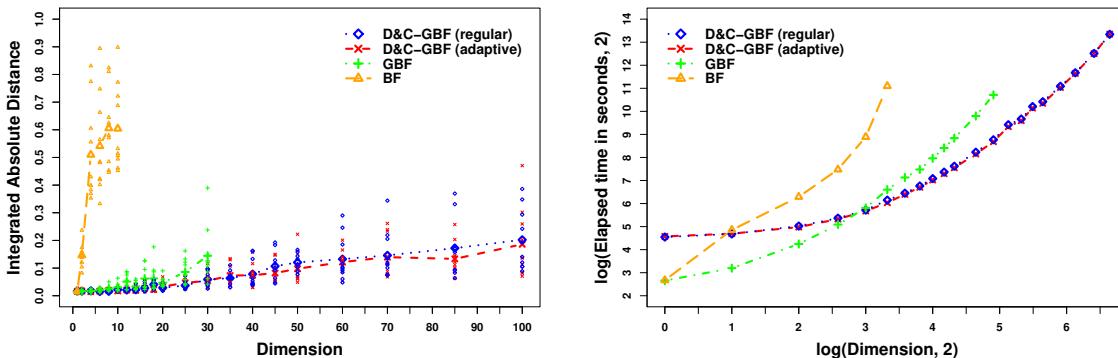 Integrated Absolute Distance
1.0
0.9
0.8
0.7
0.6
0.5
0.4
0.3
0.2
0.1
0.0
D&C−GBF (regular)
D&C−GBF (adaptive)
GBF
BF
0 10 20 30 40 50 60 70 80 90 100
Dimension
log(Elapsed time in seconds, 2)
14
13
12
11
10
9
8
7
6
5
4
3
2
D&C−GBF (regular)
D&C−GBF (adaptive)
GBF
BF
0 1 2 3 4 5 6
log(Dimension, 2)